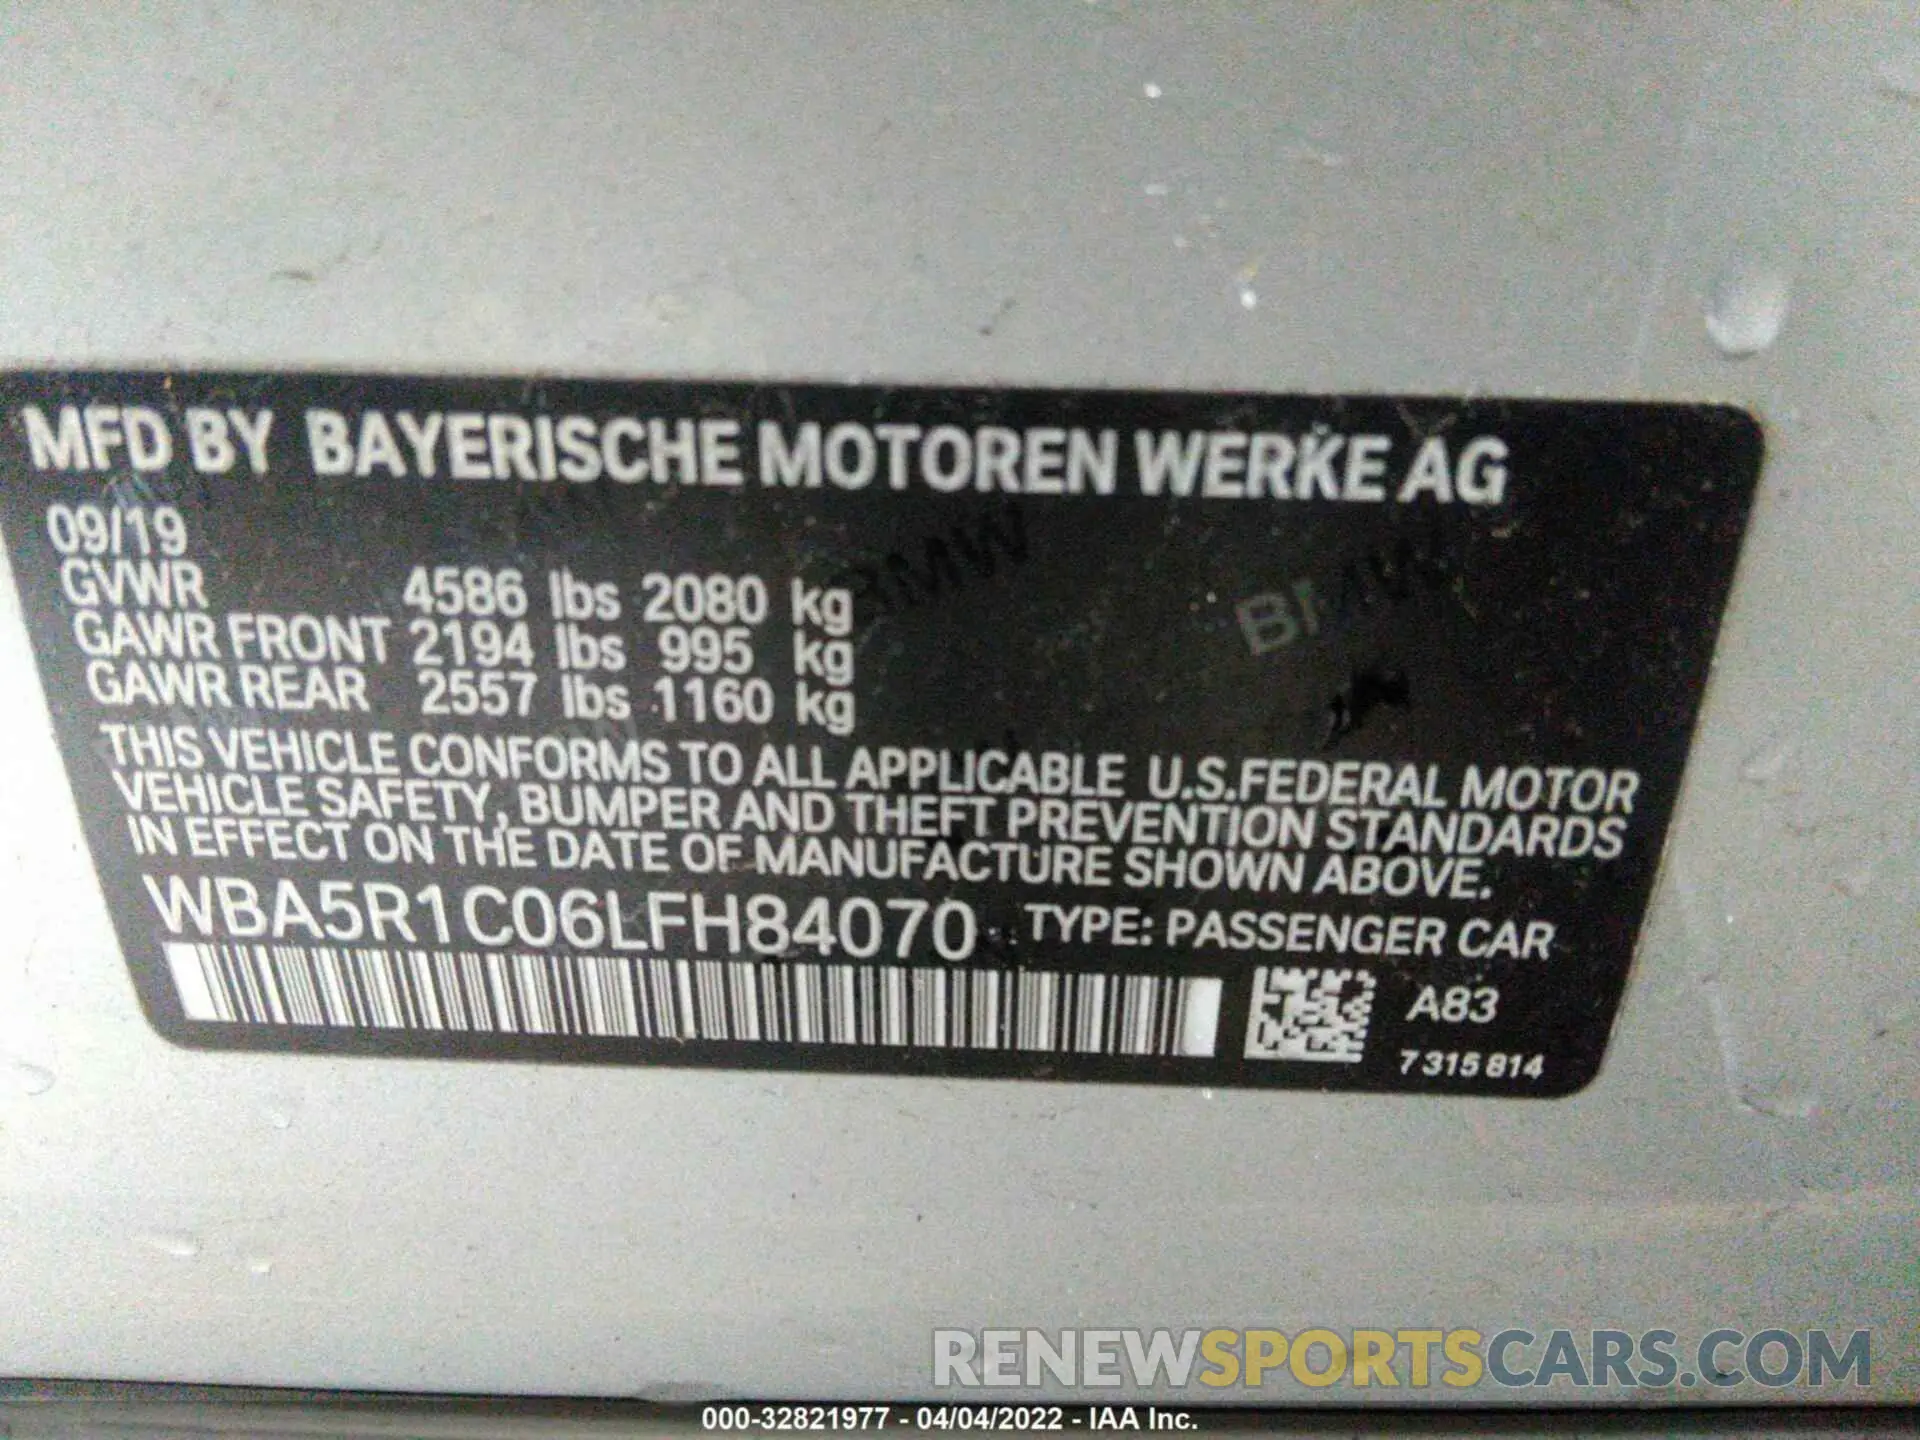 MFD BY BAYERISCHE MOTOREN WERKE AG
09/19
GVWR 4586 lbs 2080 kg
GAWR FRONT 2194 lbs 995 kg
GAWR REAR 2557 lbs 1160 kg
BMW BMW
THIS VEHICLE CONFORMS TO ALL APPLICABLE U.S.FEDERAL MOTOR
VEHICLE SAFETY, BUMPER AND THEFT PREVENTION STANDARDS
IN EFFECT ON THE DATE OF MANUFACTURE SHOWN ABOVE.
WBA5R1C06LFH84070 TYPE: PASSENGER CAR
A83
7 315 814
RENEWSPORTSCARS.COM
000-32821977 - 04/04/2022 - IAA Inc.